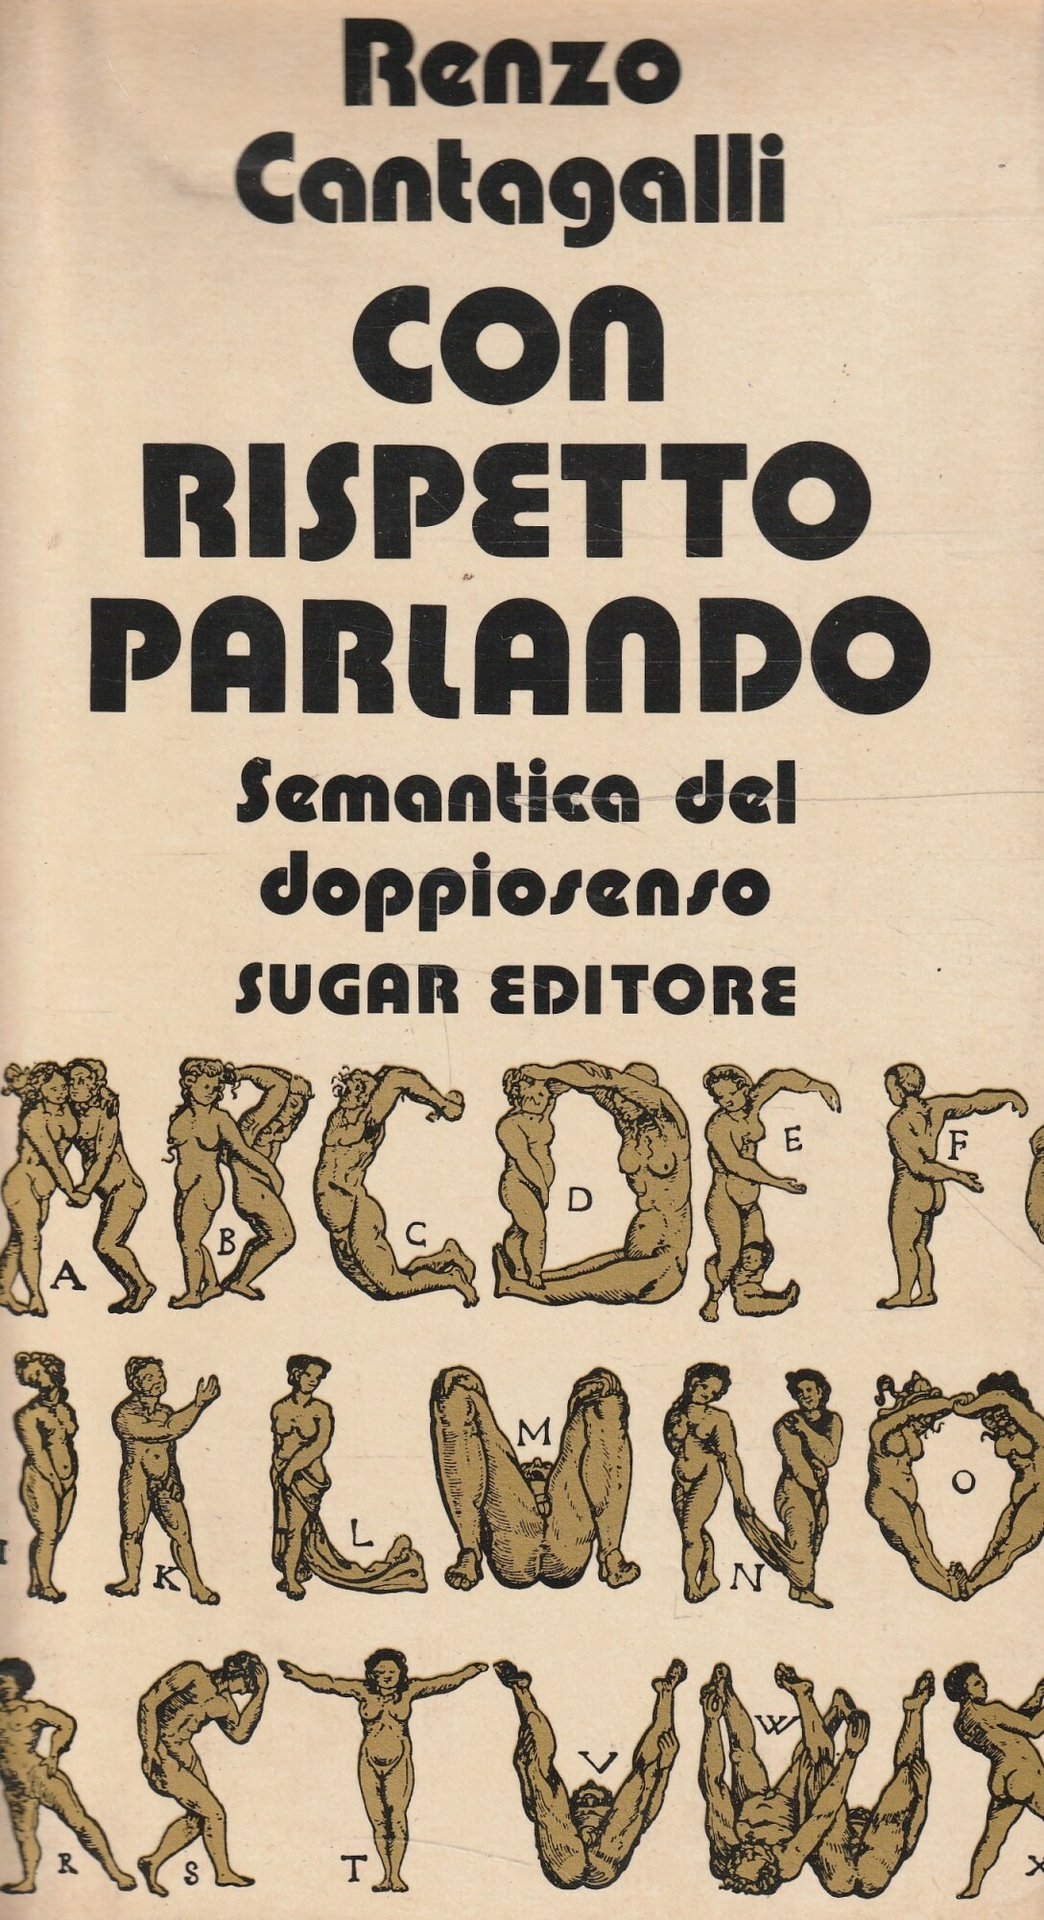 Renzo
Cantagalli
CON
RISPETTO
PARLANDO
Semantica del
doppiosenso
SUGAR EDITORE
A B C D E F
I K L M N O
R S T V W X